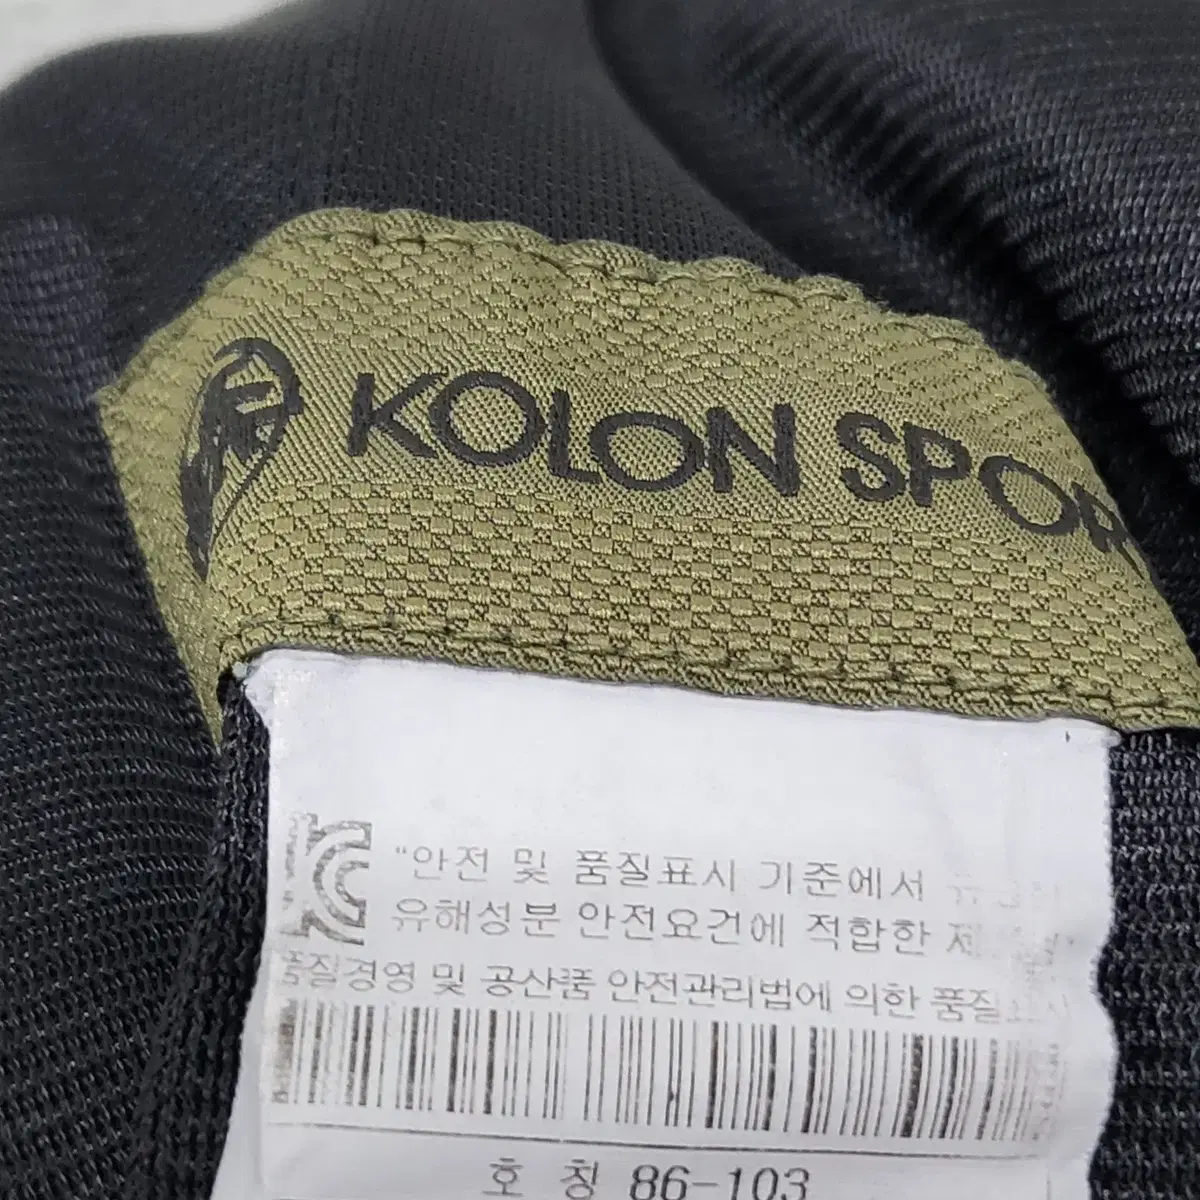 KOLON SPOR
"안전 및 품질표시 기준에서
유해성분 안전요건에 적합한
품질경영 및 공산품 안전관리법에 의한 품질표시
호 칭 86-103